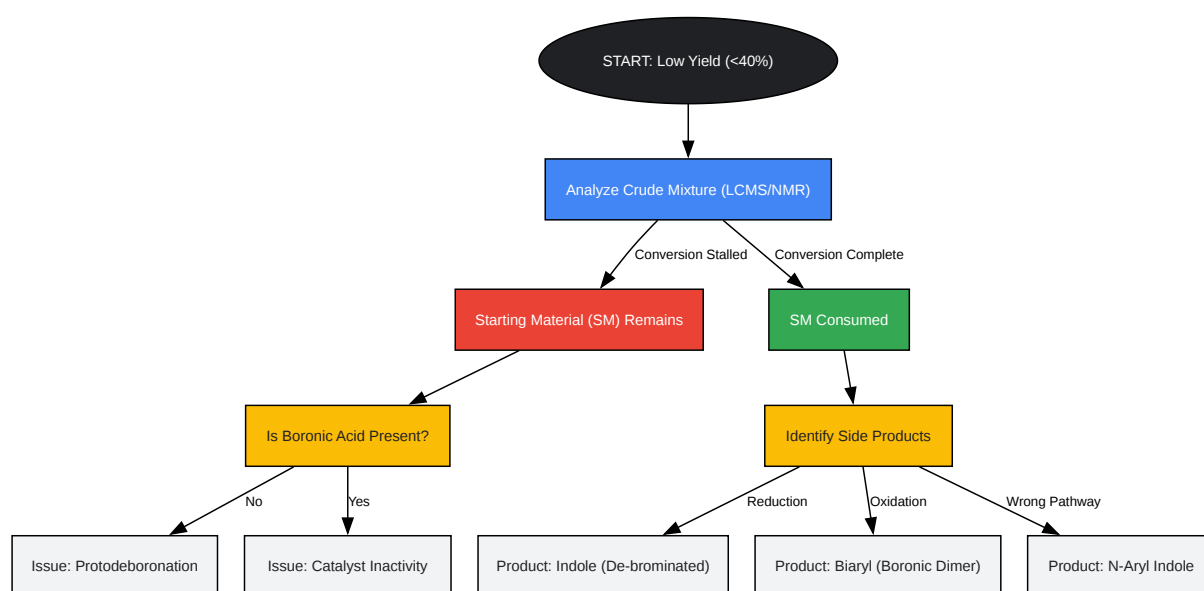 START: Low Yield (<40%)
Analyze Crude Mixture (LCMS/NMR)
Conversion Stalled
Conversion Complete
Starting Material (SM) Remains
SM Consumed
Is Boronic Acid Present?
Identify Side Products
No
Yes
Reduction
Oxidation
Wrong Pathway
Issue: Protodeboronation
Issue: Catalyst Inactivity
Product: Indole (De-brominated)
Product: Biaryl (Boronic Dimer)
Product: N-Aryl Indole